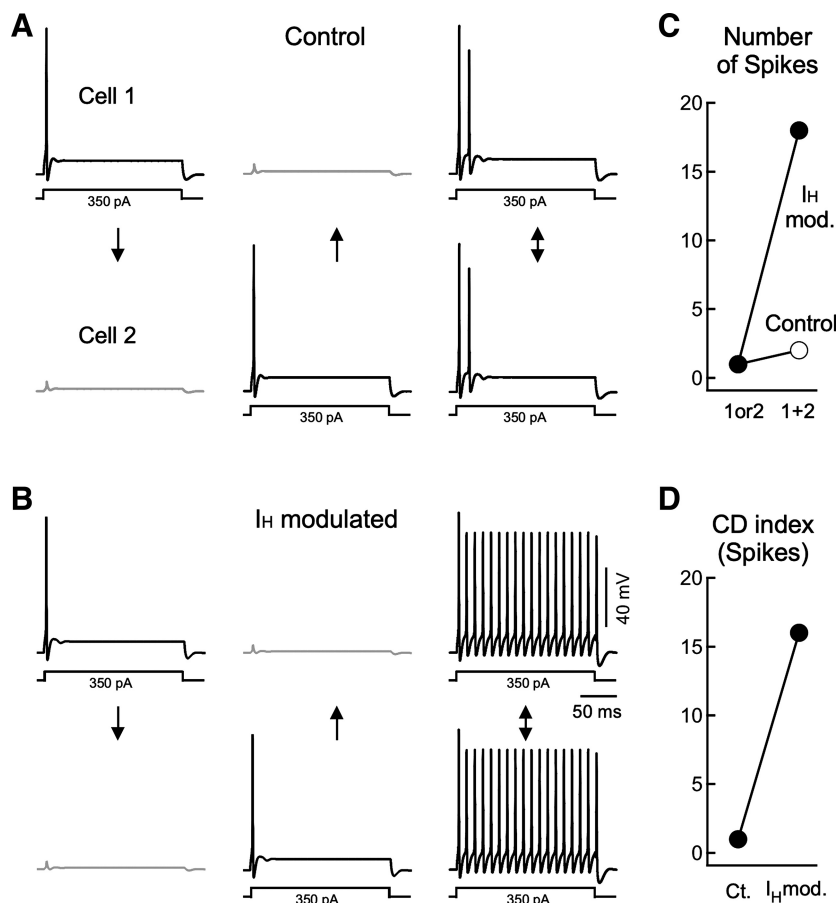 A
Control
Cell 1
350 pA
Cell 2
350 pA
350 pA
350 pA
C
Number
of Spikes
20
15
10
5
0
IH
mod.
Control
1or2
1+2
B
IH modulated
40 mV
350 pA
350 pA
50 ms
350 pA
350 pA
D
CD index
(Spikes)
20
15
10
5
0
Ct.
IHmod.